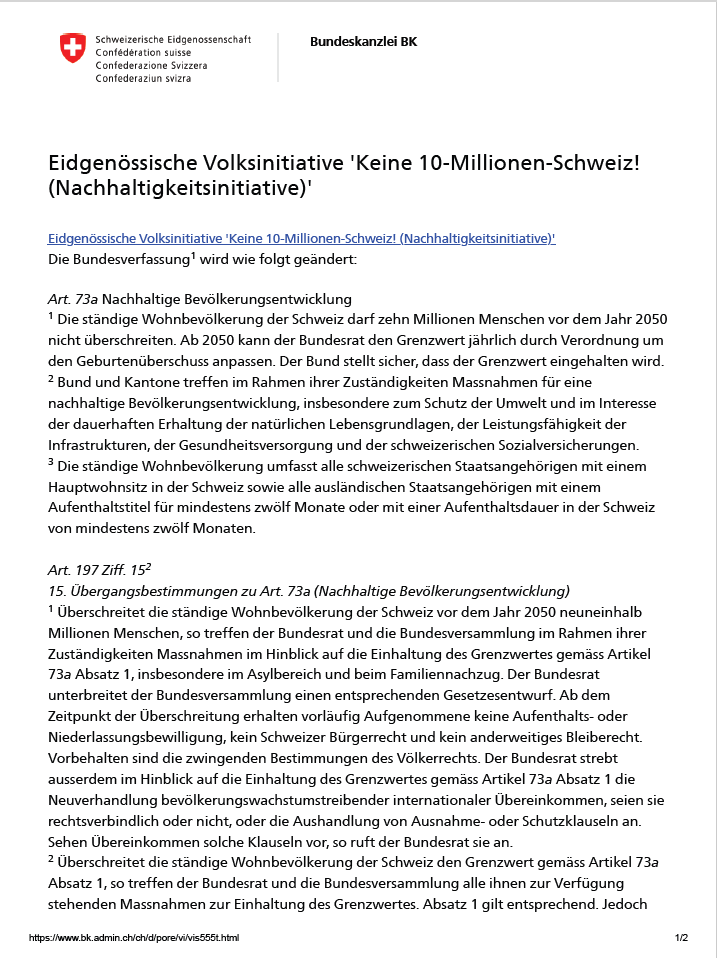 Schweizerische Eidgenossenschaft
Confédération suisse
Confederazione Svizzera
Confederaziun svizra
Bundeskanzlei BK
Eidgenössische Volksinitiative 'Keine 10-Millionen-Schweiz!
(Nachhaltigkeitsinitiative)'
Eidgenössische Volksinitiative 'Keine 10-Millionen-Schweiz! (Nachhaltigkeitsinitiative)'
Die Bundesverfassung¹ wird wie folgt geändert:
Art. 73a Nachhaltige Bevölkerungsentwicklung
¹ Die ständige Wohnbevölkerung der Schweiz darf zehn Millionen Menschen vor dem Jahr 2050
nicht überschreiten. Ab 2050 kann der Bundesrat den Grenzwert jährlich durch Verordnung um
den Geburtenüberschuss anpassen. Der Bund stellt sicher, dass der Grenzwert eingehalten wird.
² Bund und Kantone treffen im Rahmen ihrer Zuständigkeiten Massnahmen für eine
nachhaltige Bevölkerungsentwicklung, insbesondere zum Schutz der Umwelt und im Interesse
der dauerhaften Erhaltung der natürlichen Lebensgrundlagen, der Leistungsfähigkeit der
Infrastrukturen, der Gesundheitsversorgung und der schweizerischen Sozialversicherungen.
³ Die ständige Wohnbevölkerung umfasst alle schweizerischen Staatsangehörigen mit einem
Hauptwohnsitz in der Schweiz sowie alle ausländischen Staatsangehörigen mit einem
Aufenthaltstitel für mindestens zwölf Monate oder mit einer Aufenthaltsdauer in der Schweiz
von mindestens zwölf Monaten.
Art. 197 Ziff. 15²
15. Übergangsbestimmungen zu Art. 73a (Nachhaltige Bevölkerungsentwicklung)
¹ Überschreitet die ständige Wohnbevölkerung der Schweiz vor dem Jahr 2050 neuneinhalb
Millionen Menschen, so treffen der Bundesrat und die Bundesversammlung im Rahmen ihrer
Zuständigkeiten Massnahmen im Hinblick auf die Einhaltung des Grenzwertes gemäss Artikel
73a Absatz 1, insbesondere im Asylbereich und beim Familiennachzug. Der Bundesrat
unterbreitet der Bundesversammlung einen entsprechenden Gesetzesentwurf. Ab dem
Zeitpunkt der Überschreitung erhalten vorläufig Aufgenommene keine Aufenthalts- oder
Niederlassungsbewilligung, kein Schweizer Bürgerrecht und kein anderweitiges Bleiberecht.
Vorbehalten sind die zwingenden Bestimmungen des Völkerrechts. Der Bundesrat strebt
ausserdem im Hinblick auf die Einhaltung des Grenzwertes gemäss Artikel 73a Absatz 1 die
Neuverhandlung bevölkerungswachstumstreibender internationaler Übereinkommen, seien sie
rechtsverbindlich oder nicht, oder die Aushandlung von Ausnahme- oder Schutzklauseln an.
Sehen Übereinkommen solche Klauseln vor, so ruft der Bundesrat sie an.
² Überschreitet die ständige Wohnbevölkerung der Schweiz den Grenzwert gemäss Artikel 73a
Absatz 1, so treffen der Bundesrat und die Bundesversammlung alle ihnen zur Verfügung
stehenden Massnahmen zur Einhaltung des Grenzwertes. Absatz 1 gilt entsprechend. Jedoch
https://www.bk.admin.ch/ch/d/pore/vi/vis555t.html
1/2